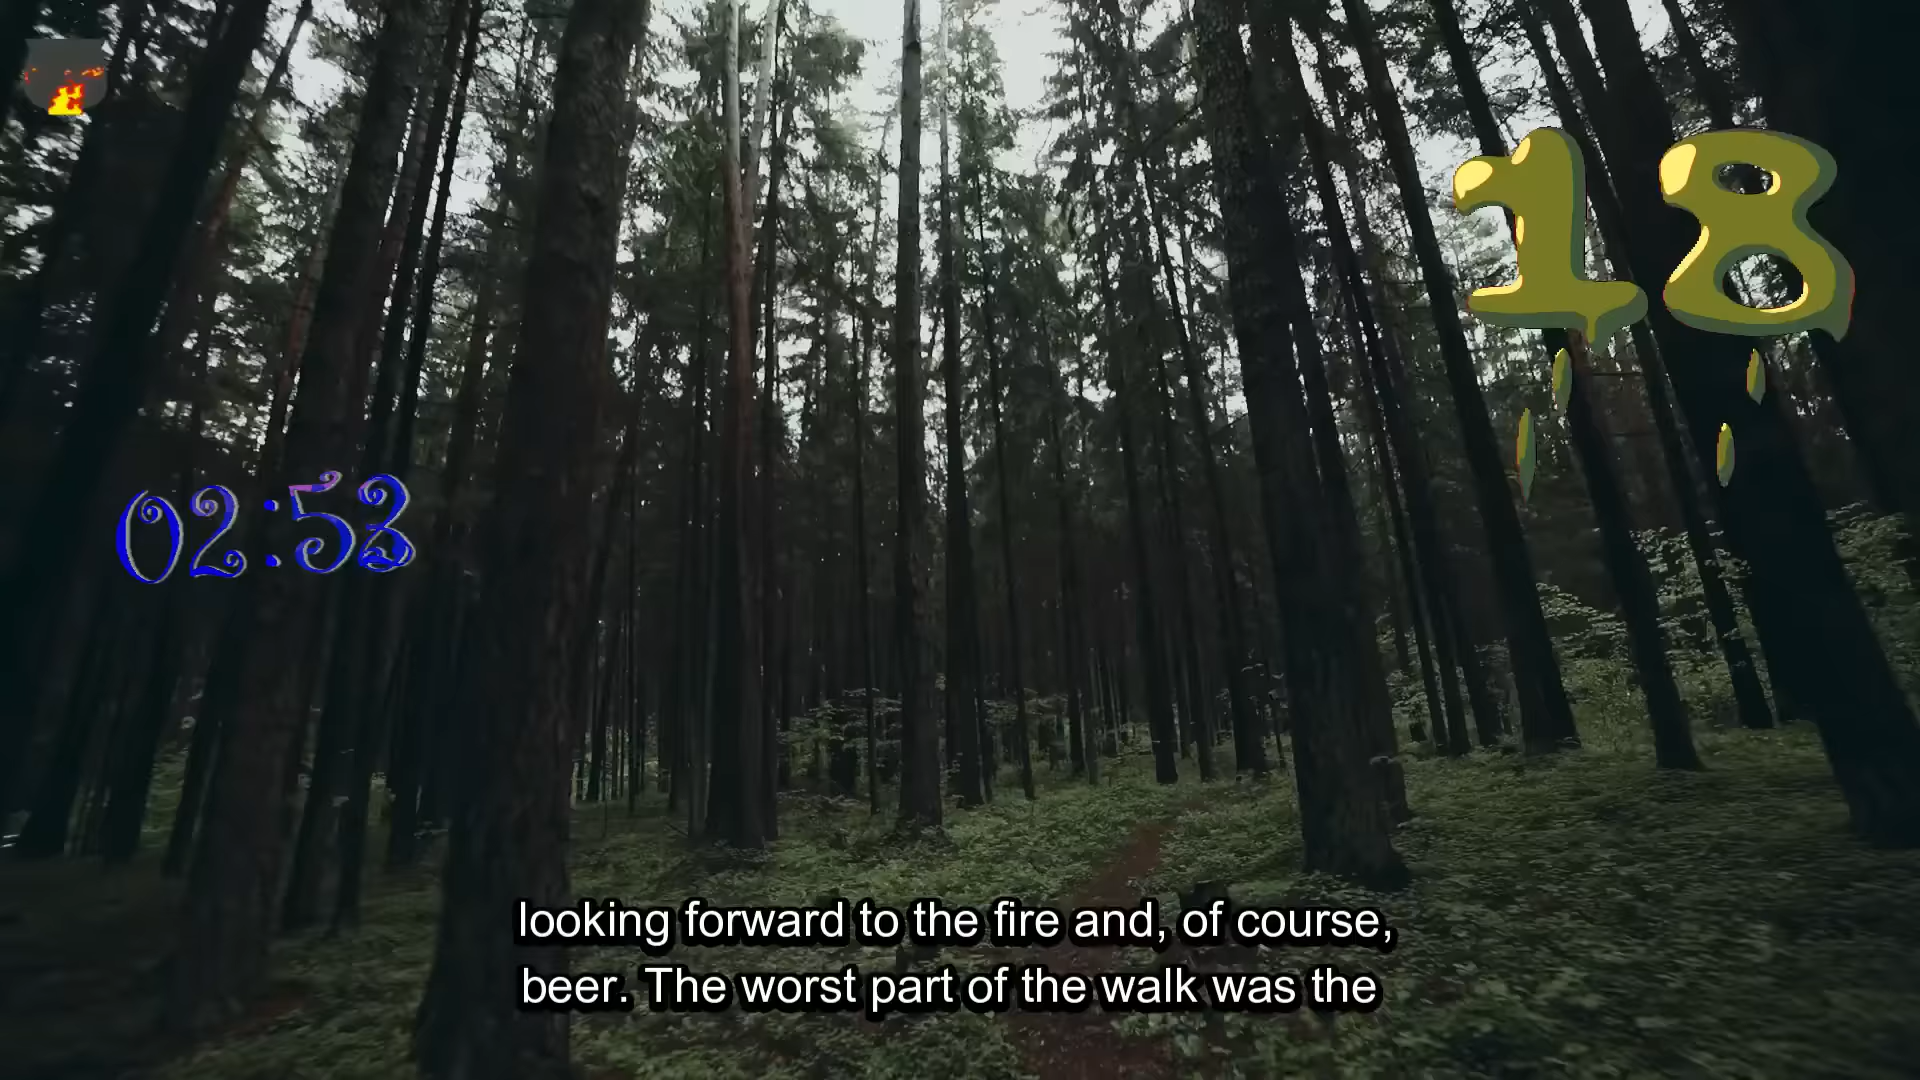 18
02:53
looking forward to the fire and, of course,
beer. The worst part of the walk was the